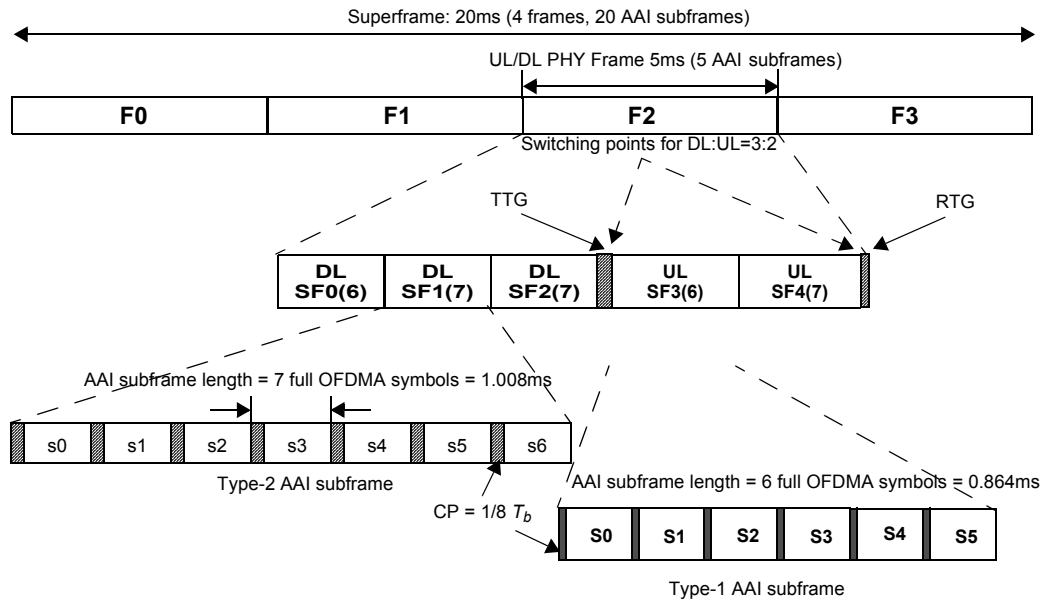 Superframe: 20ms (4 frames, 20 AAI subframes)
UL/DL PHY Frame 5ms (5 AAI subframes)
F0 F1 F2 F3
Switching points for DL:UL=3:2
TTG RTG
DL DL DL UL UL
SF0(6) SF1(7) SF2(7) SF3(6) SF4(7)
AAI subframe length = 7 full OFDMA symbols = 1.008ms
s0 s1 s2 s3 s4 s5 s6
Type-2 AAI subframe
AAI subframe length = 6 full OFDMA symbols = 0.864ms
CP = 1/8 Tb
S0 S1 S2 S3 S4 S5
Type-1 AAI subframe